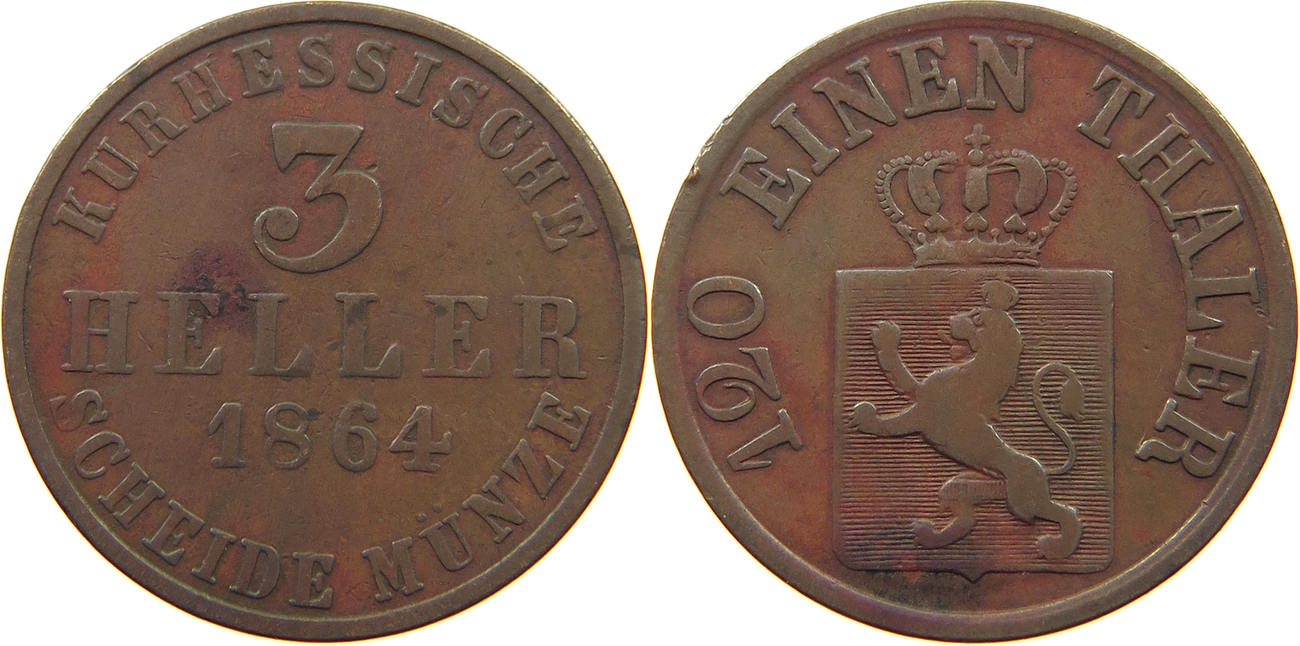 KURHESSISCHE
3
HELLER
1864
SCHEIDE MÜNZE
120 EINEN THALER